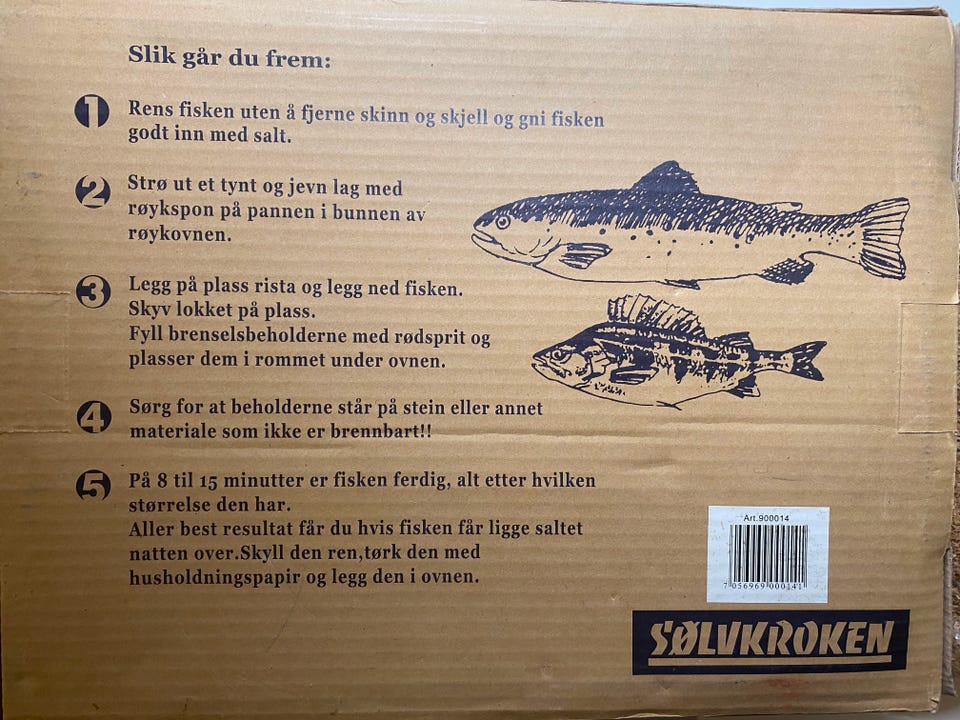 Slik går du frem:
1 Rens fisken uten å fjerne skinn og skjell og gni fisken
godt inn med salt.
2 Strø ut et tynt og jevn lag med
røykspon på pannen i bunnen av
røykovnen.
3 Legg på plass rista og legg ned fisken.
Skyv lokket på plass.
Fyll brenselsbeholderne med rødsprit og
plasser dem i rommet under ovnen.
4 Sørg for at beholderne står på stein eller annet
materiale som ikke er brennbart!!
5 På 8 til 15 minutter er fisken ferdig, alt etter hvilken
størrelse den har.
Aller best resultat får du hvis fisken får ligge saltet
natten over.Skyll den ren,tørk den med
husholdningspapir og legg den i ovnen.
Art.900014
7 056969 000141
SØLVKROKEN